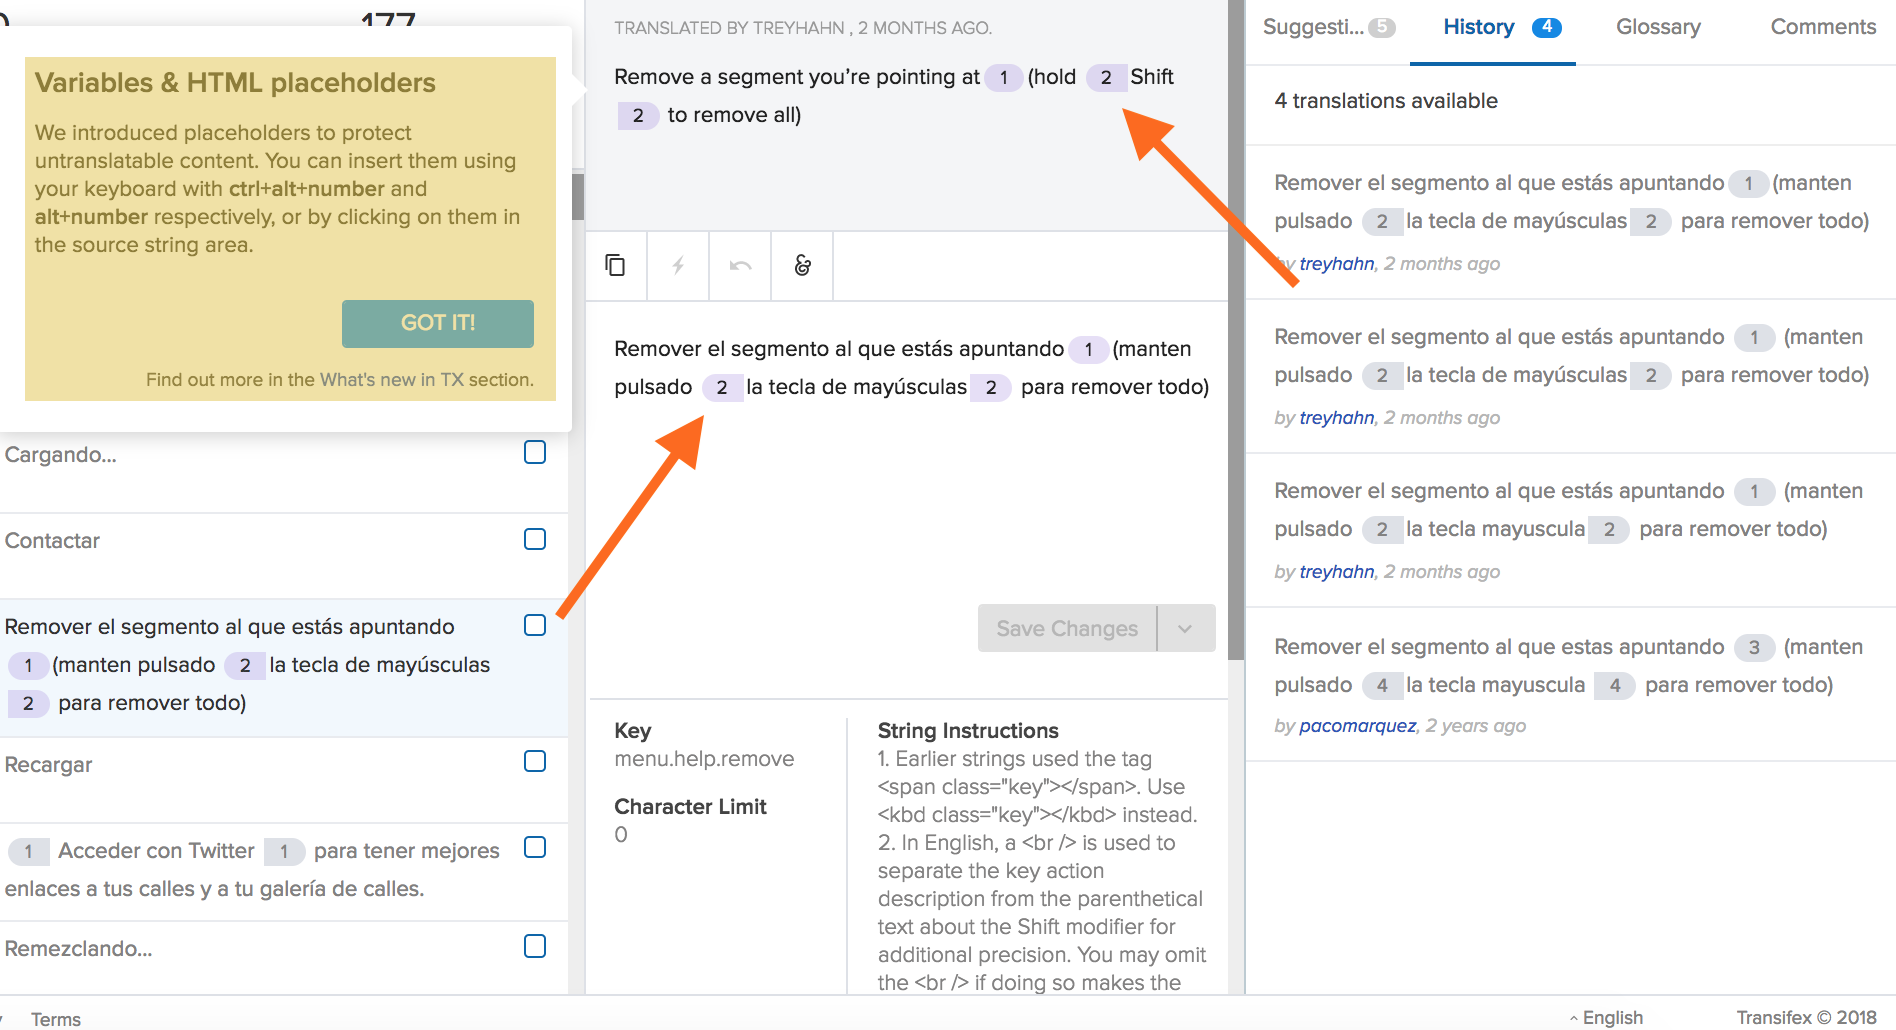 177
Variables & HTML placeholders
We introduced placeholders to protect
untranslatable content. You can insert them using
your keyboard with ctrl+alt+number and
alt+number respectively, or by clicking on them in
the source string area.
GOT IT!
Find out more in the What's new in TX section.
Cargando...
Contactar
Remover el segmento al que estás apuntando
1 (manten pulsado 2 la tecla de mayúsculas
2 para remover todo)
Recargar
1 Acceder con Twitter 1 para tener mejores
enlaces a tus calles y a tu galería de calles.
Remezclando...
TRANSLATED BY TREYHAHN , 2 MONTHS AGO.
Remove a segment you’re pointing at 1 (hold 2 Shift
2 to remove all)
Remover el segmento al que estás apuntando 1 (manten
pulsado 2 la tecla de mayúsculas 2 para remover todo)
Save Changes
Key
menu.help.remove
Character Limit
0
String Instructions
1. Earlier strings used the tag
<span class="key"></span>. Use
<kbd class="key"></kbd> instead.
2. In English, a <br /> is used to
separate the key action
description from the parenthetical
text about the Shift modifier for
additional precision. You may omit
the <br /> if doing so makes the
Suggesti... 5 History 4 Glossary Comments
4 translations available
Remover el segmento al que estás apuntando 1 (manten
pulsado 2 la tecla de mayúsculas 2 para remover todo)
by treyhahn, 2 months ago
Remover el segmento al que estás apuntando 1 (manten
pulsado 2 la tecla de mayúsculas 2 para remover todo)
by treyhahn, 2 months ago
Remover el segmento al que estás apuntando 1 (manten
pulsado 2 la tecla mayuscula 2 para remover todo)
by treyhahn, 2 months ago
Remover el segmento al que estas apuntando 3 (manten
pulsado 4 la tecla mayuscula 4 para remover todo)
by pacomarquez, 2 years ago
Terms
English
Transifex © 2018